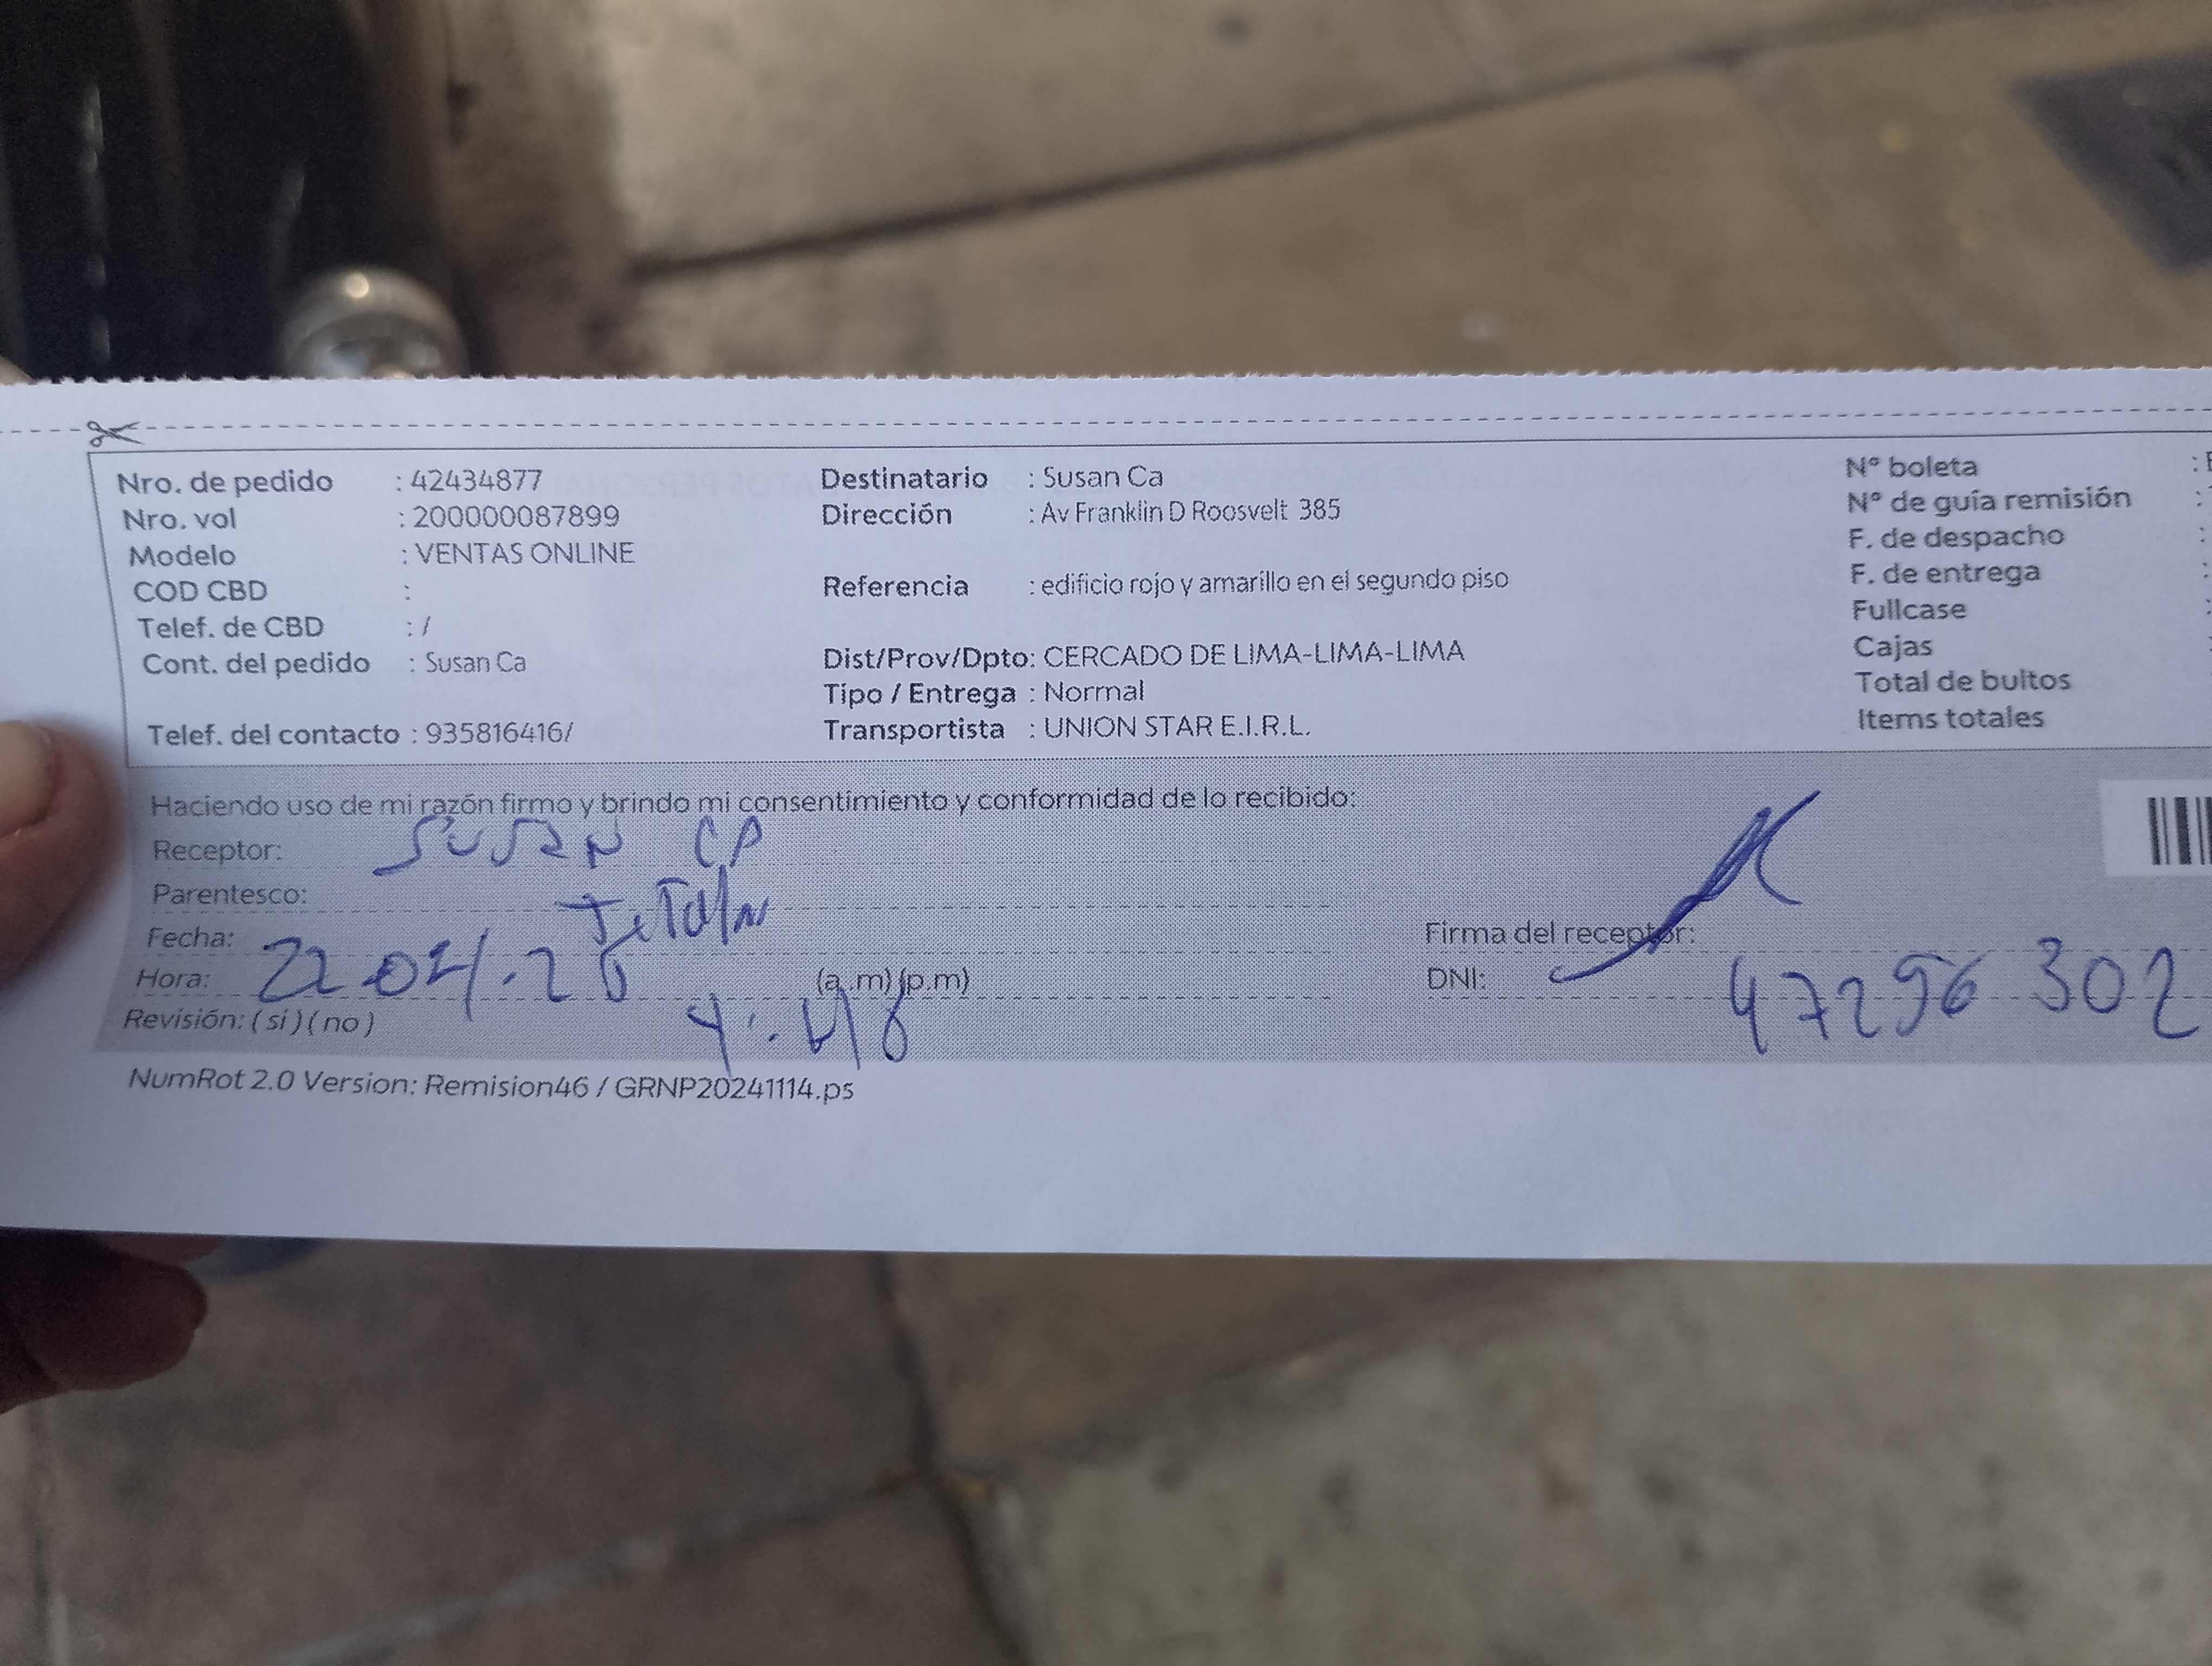 Nro. de pedido : 42434877 Destinatario : Susan Ca N° boleta :
Nro. vol : 200000087899 Dirección : Av Franklin D Roosvelt 385 N° de guía remisión :
Modelo : VENTAS ONLINE F. de despacho :
COD CBD : Referencia : edificio rojo y amarillo en el segundo piso F. de entrega :
Telef. de CBD : / Fullcase :
Cont. del pedido : Susan Ca Dist/Prov/Dpto: CERCADO DE LIMA-LIMA-LIMA Cajas :
Tipo / Entrega : Normal Total de bultos
Telef. del contacto : 935816416/ Transportista : UNION STAR E.I.R.L. Items totales
Haciendo uso de mi razón firmo y brindo mi consentimiento y conformidad de lo recibido:
Receptor: SUSAN CA
Parentesco:
Fecha: 22.04. Firma del receptor:
Hora: (a.m)(p.m) DNI: 47256302
Revisión: (si)(no)
NumRot 2.0 Version: Remision46 / GRNP20241114.ps